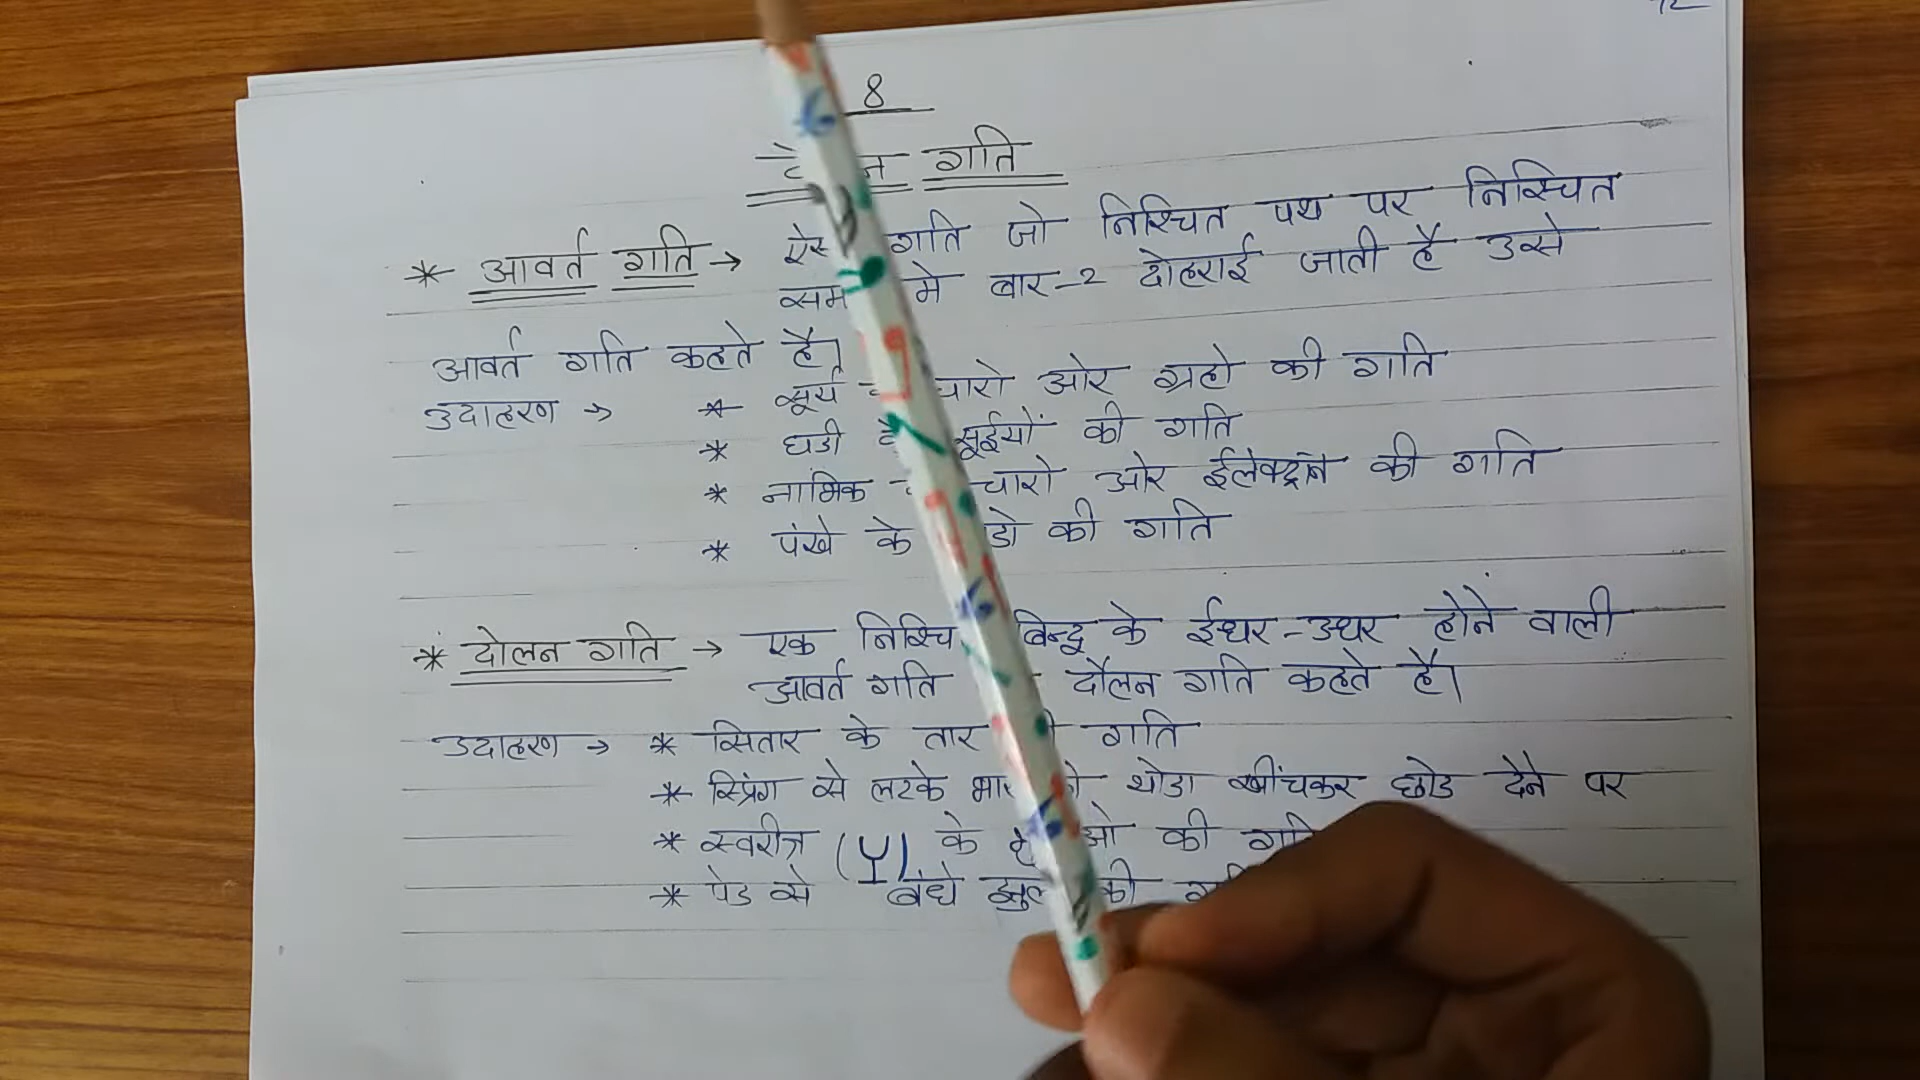 8
गति
* आवर्त गति → गति जो निश्चित पथ पर निश्चित
मे बार-2 दोहराई जाती है उसे
आवर्त गति कहते है।
उदाहरण → * सूर्य चारो ओर ग्रहो की गति
* घडी सूईयों की गति
* नाभिक चारो ओर ईलेक्ट्रान की गति
* पंखे के की गति
* दोलन गति → एक बिन्दू के ईधर-उधर होने वाली
आवर्त गति दौलन गति कहते है।
उदाहरण → * सितार के तार गति
* स्प्रिंग से लटके थोडा खींचकर छोड देने पर
* स्वरीत्र (Y) के की
* पेड से बंधे की